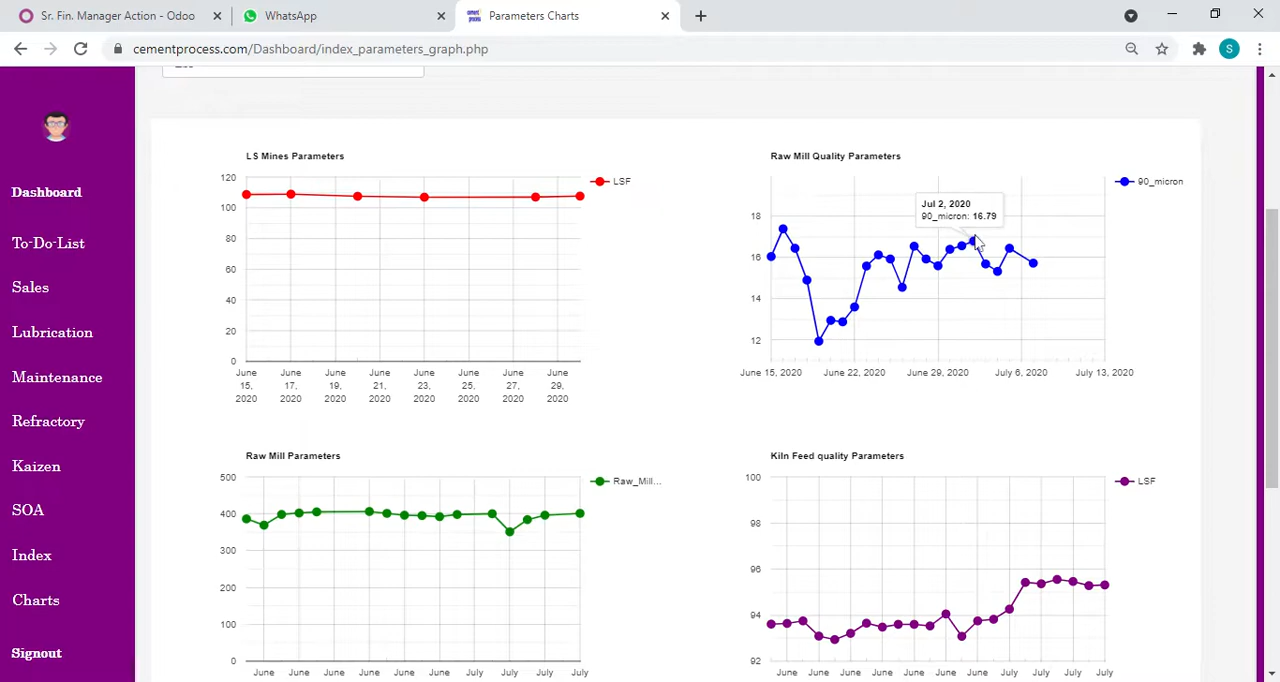 Sr. Fin. Manager Action - Odoo
WhatsApp
cement process
Parameters Charts
cementprocess.com/Dashboard/index_parameters_graph.php
S
Dashboard
To-Do-List
Sales
Lubrication
Maintenance
Refractory
Kaizen
SOA
Index
Charts
Signout
LS Mines Parameters
LSF
120
100
80
60
40
20
0
June 15, 2020
June 17, 2020
June 19, 2020
June 21, 2020
June 23, 2020
June 25, 2020
June 27, 2020
June 29, 2020
Raw Mill Quality Parameters
90_micron
Jul 2, 2020
90_micron: 16.79
18
16
14
12
June 15, 2020
June 22, 2020
June 29, 2020
July 6, 2020
July 13, 2020
Raw Mill Parameters
Raw_Mill...
500
400
300
200
100
0
June June June June June June July July July July
Kiln Feed quality Parameters
LSF
100
98
96
94
92
June June June June June June July July July July July